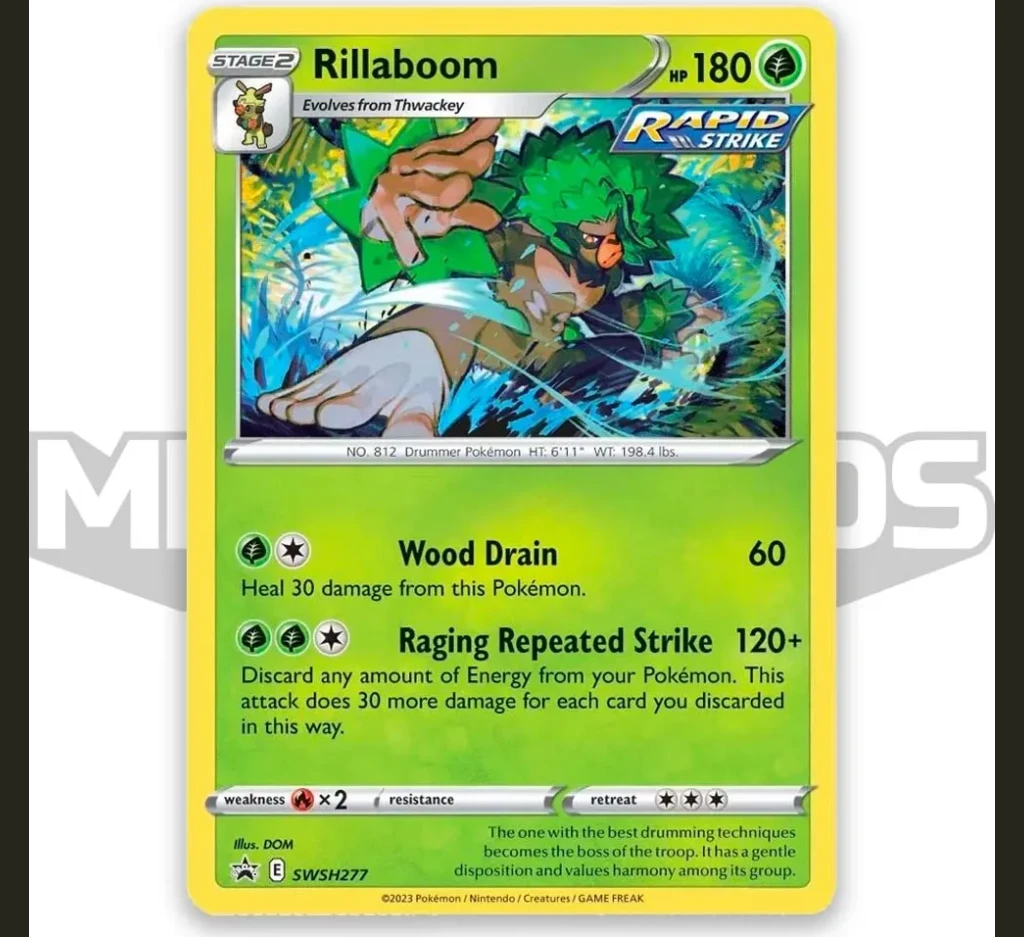 STAGE 2
Rillaboom
HP 180
Evolves from Thwackey
RAPID
STRIKE
NO. 812 Drummer Pokémon HT: 6'11" WT: 198.4 lbs.
Wood Drain 60
Heal 30 damage from this Pokémon.
Raging Repeated Strike 120+
Discard any amount of Energy from your Pokémon. This
attack does 30 more damage for each card you discarded
in this way.
weakness ×2 resistance retreat
Illus. DOM
E SWSH277
The one with the best drumming techniques
becomes the boss of the troop. It has a gentle
disposition and values harmony among its group.
©2023 Pokémon / Nintendo / Creatures / GAME FREAK